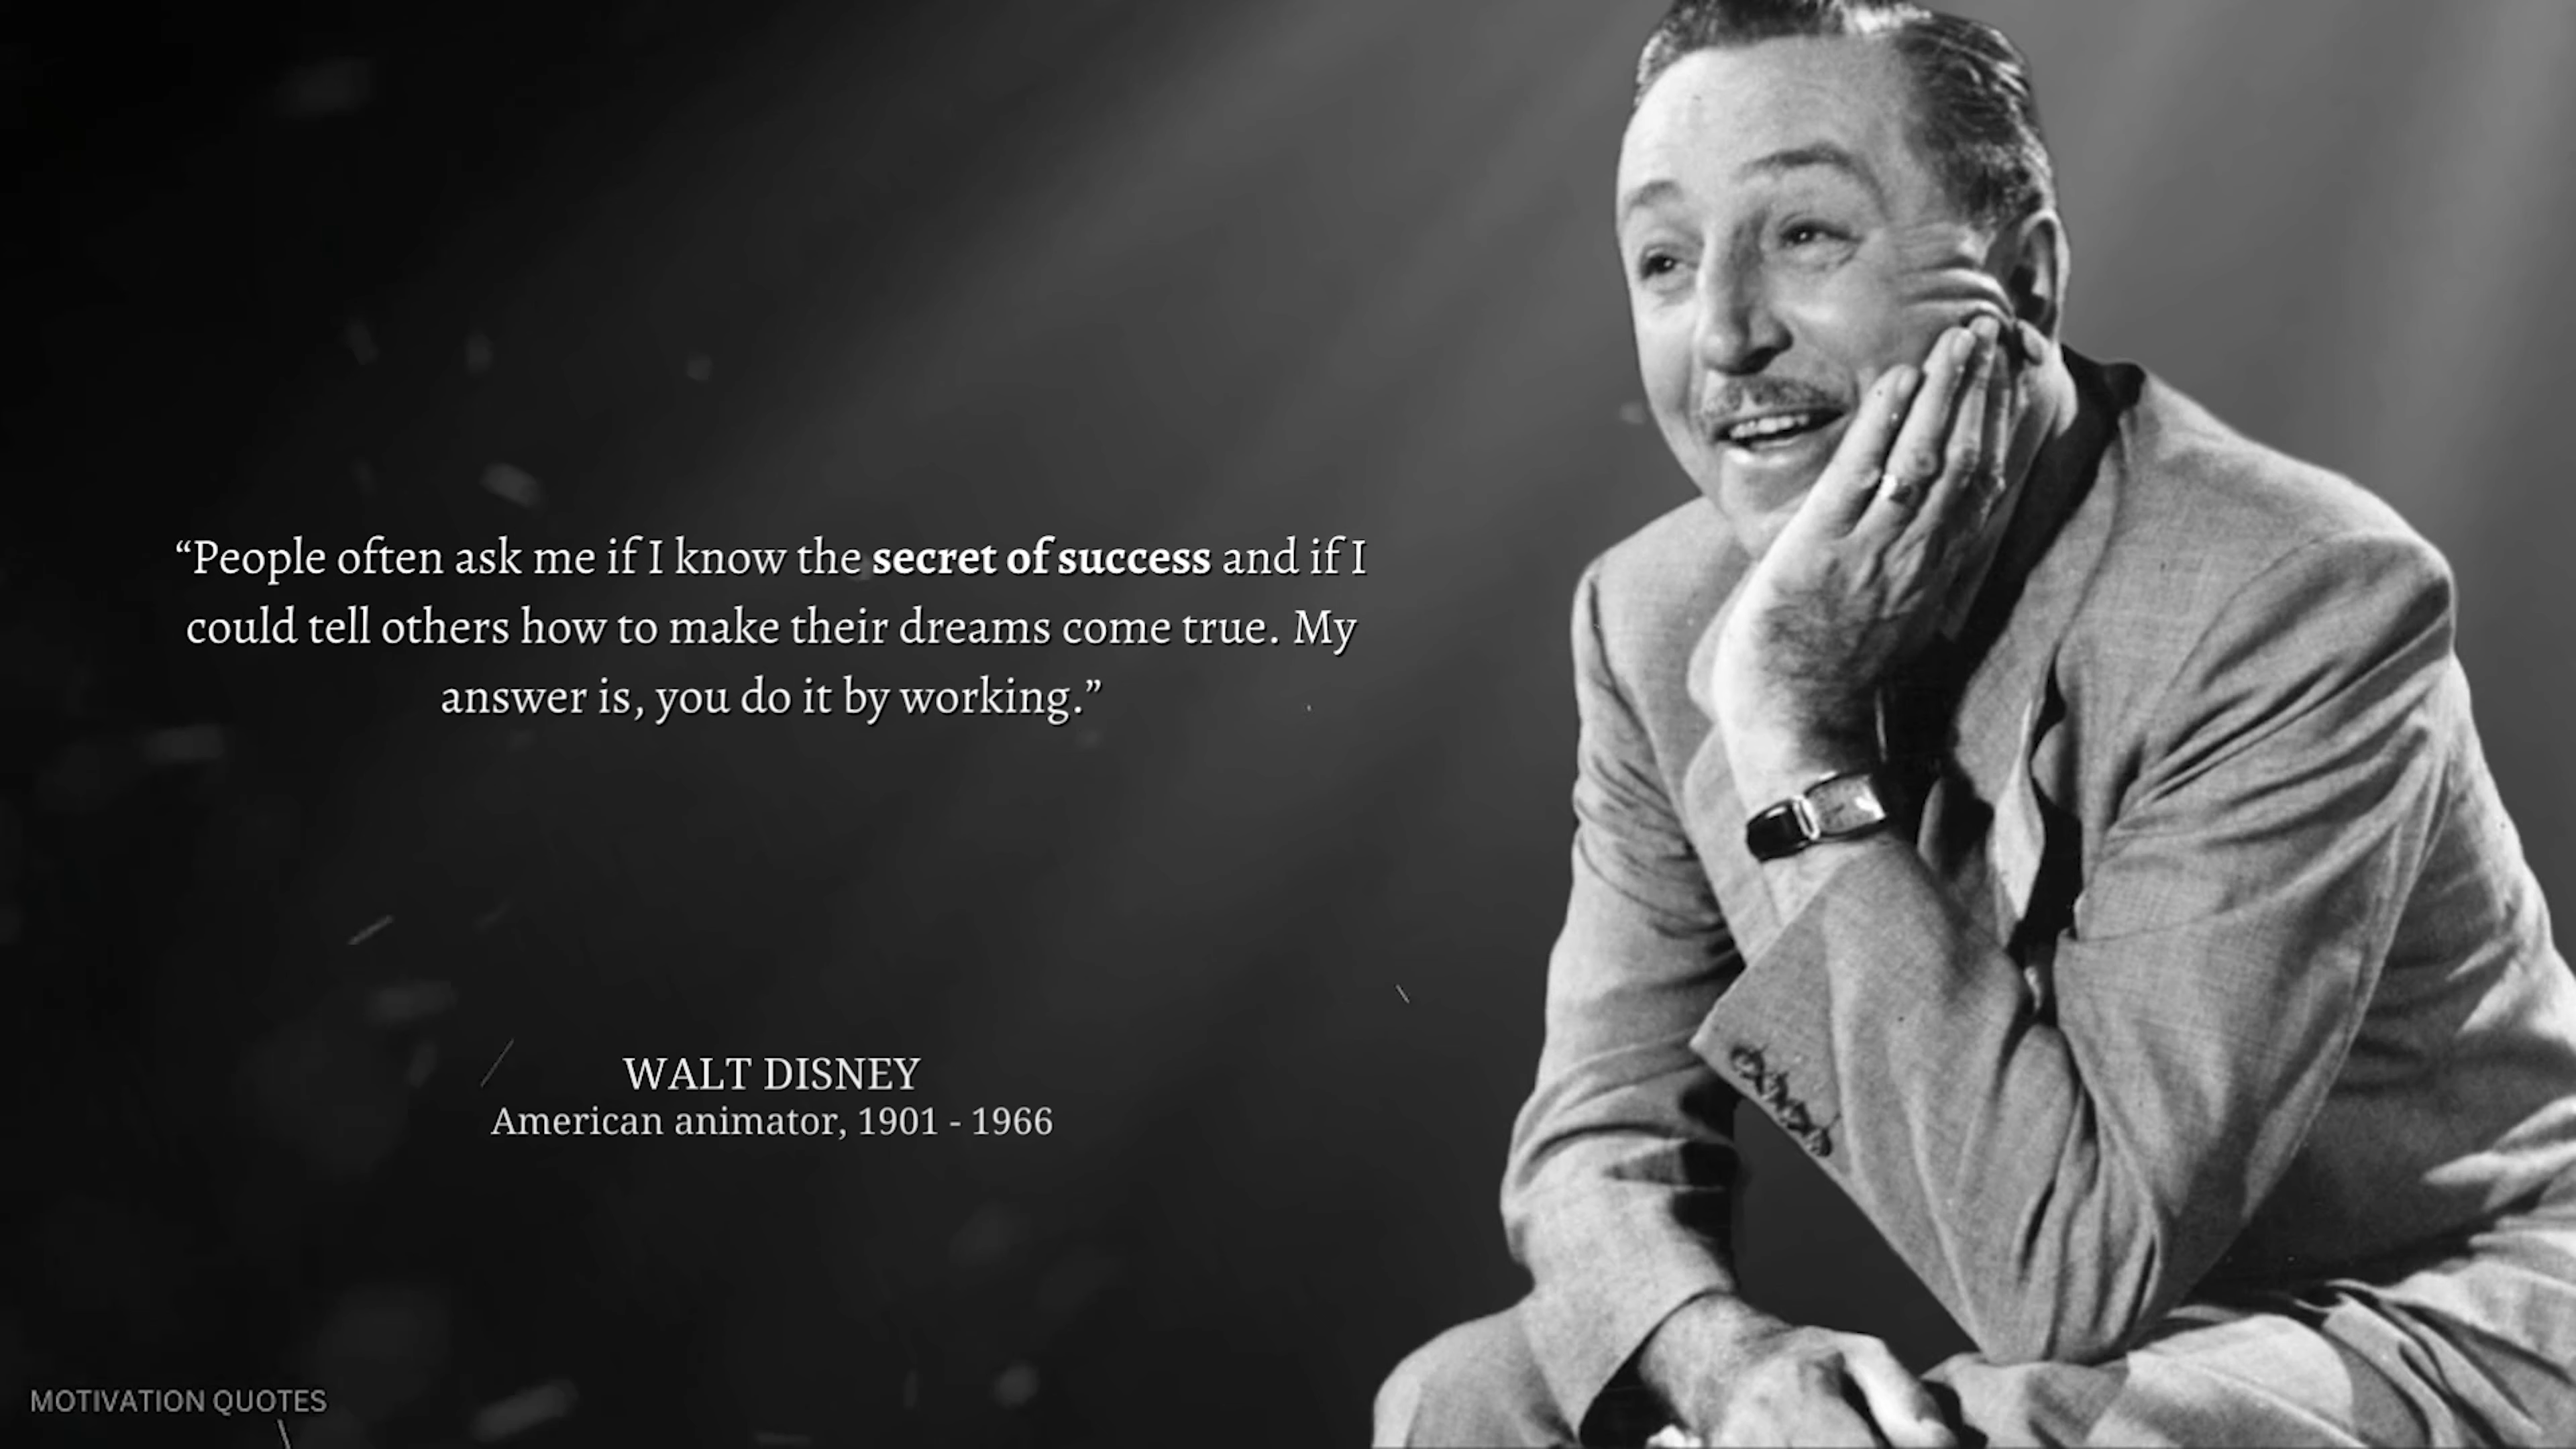 “People often ask me if I know the secret of success and if I
could tell others how to make their dreams come true. My
answer is, you do it by working.”
WALT DISNEY
American animator, 1901 - 1966
MOTIVATION QUOTES